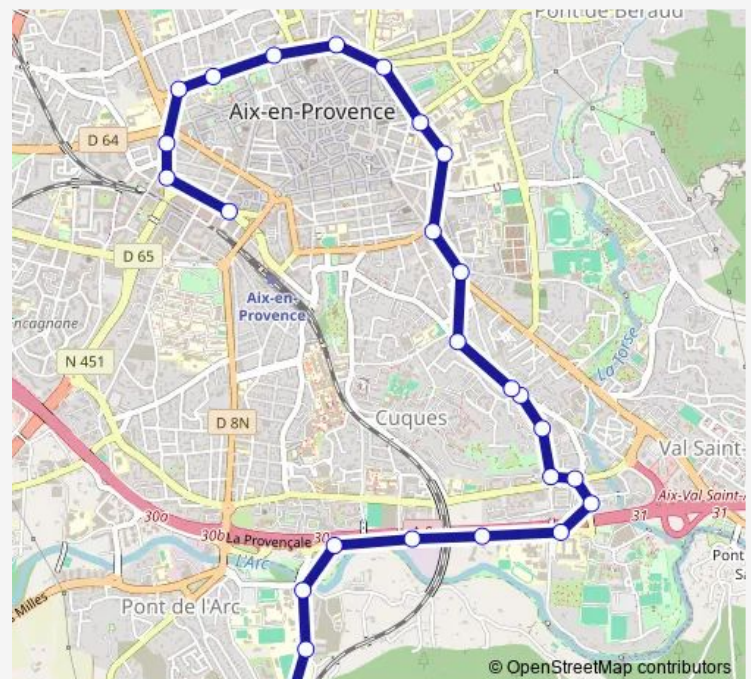 Pont de Béraud
Aix-en-Provence
D 64
D 65
Aix-en-
Provence
ncagnane
La Torse
N 451
D 8N
Cuques
Val Saint-
Aix-Val Saint-
30a
30b
La Provençale
30
31
31
L'Arc
Pont
Milles
Pont de l'Arc
© OpenStreetMap contributors